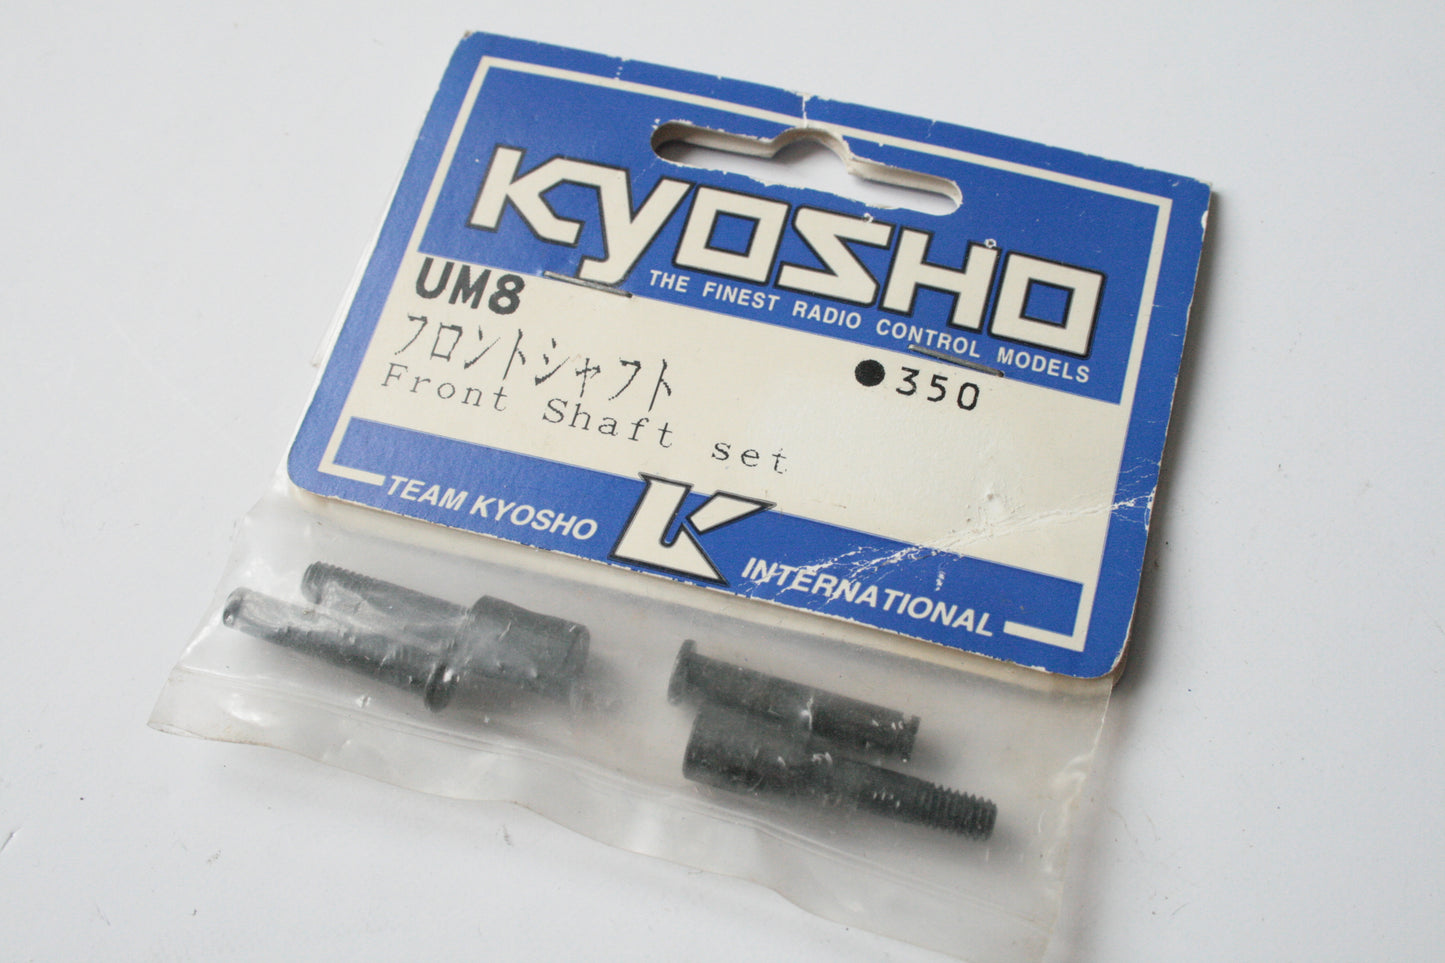 KYOSHO
THE FINEST RADIO CONTROL MODELS
UM8
フロントシャフト
●350
Front Shaft set
TEAM KYOSHO K INTERNATIONAL